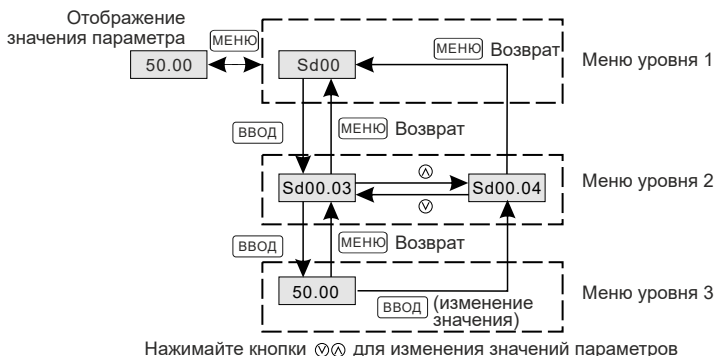 Отображение
значения параметра
МЕНЮ
50.00
Sd00
МЕНЮ Возврат
Меню уровня 1
ВВОД
МЕНЮ Возврат
Sd00.03
Sd00.04
Меню уровня 2
ВВОД
МЕНЮ Возврат
50.00
ВВОД (изменение
значения)
Меню уровня 3
Нажимайте кнопки для изменения значений параметров